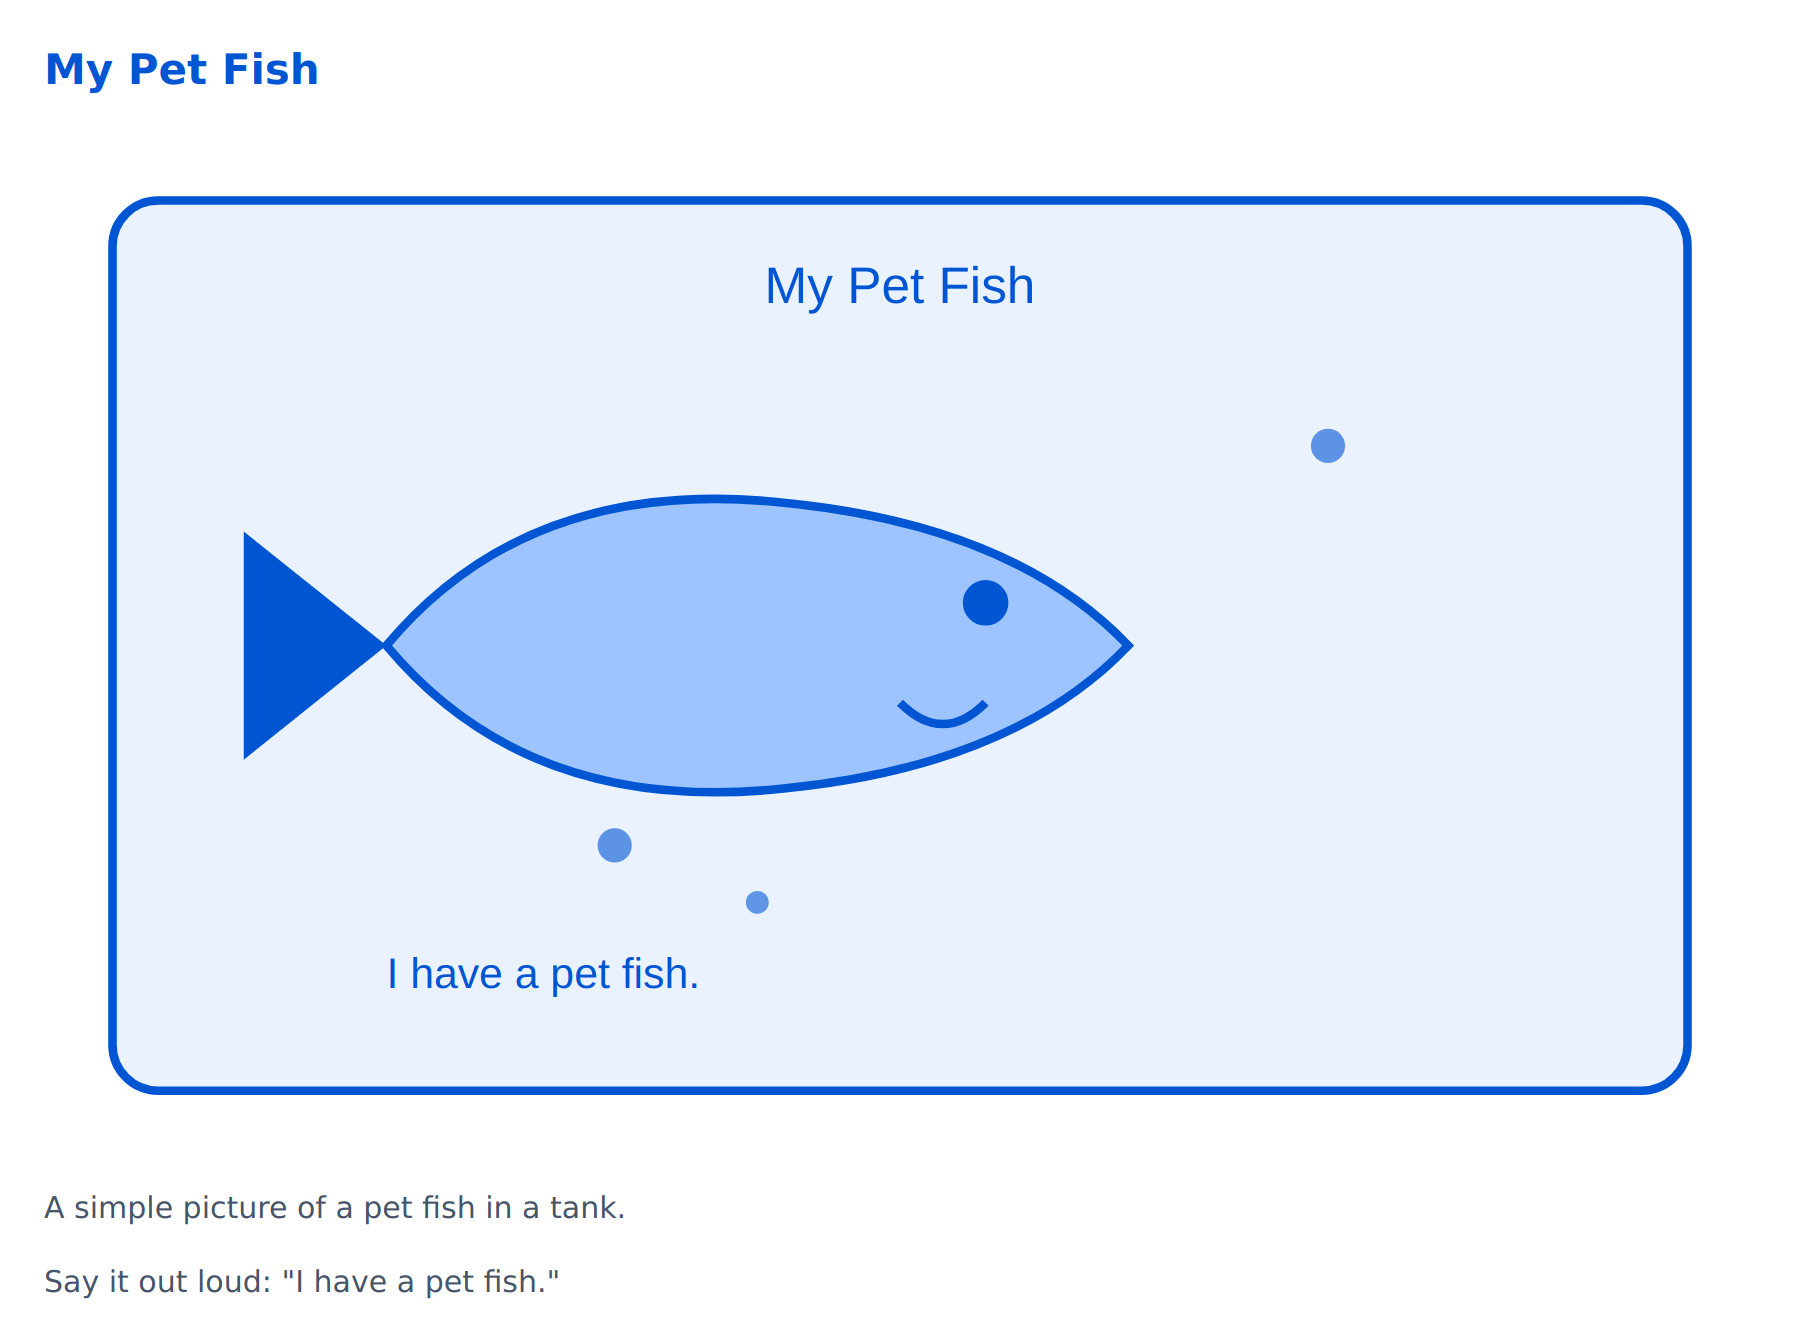 My Pet Fish
My Pet Fish
I have a pet fish.
A simple picture of a pet fish in a tank.
Say it out loud: "I have a pet fish."